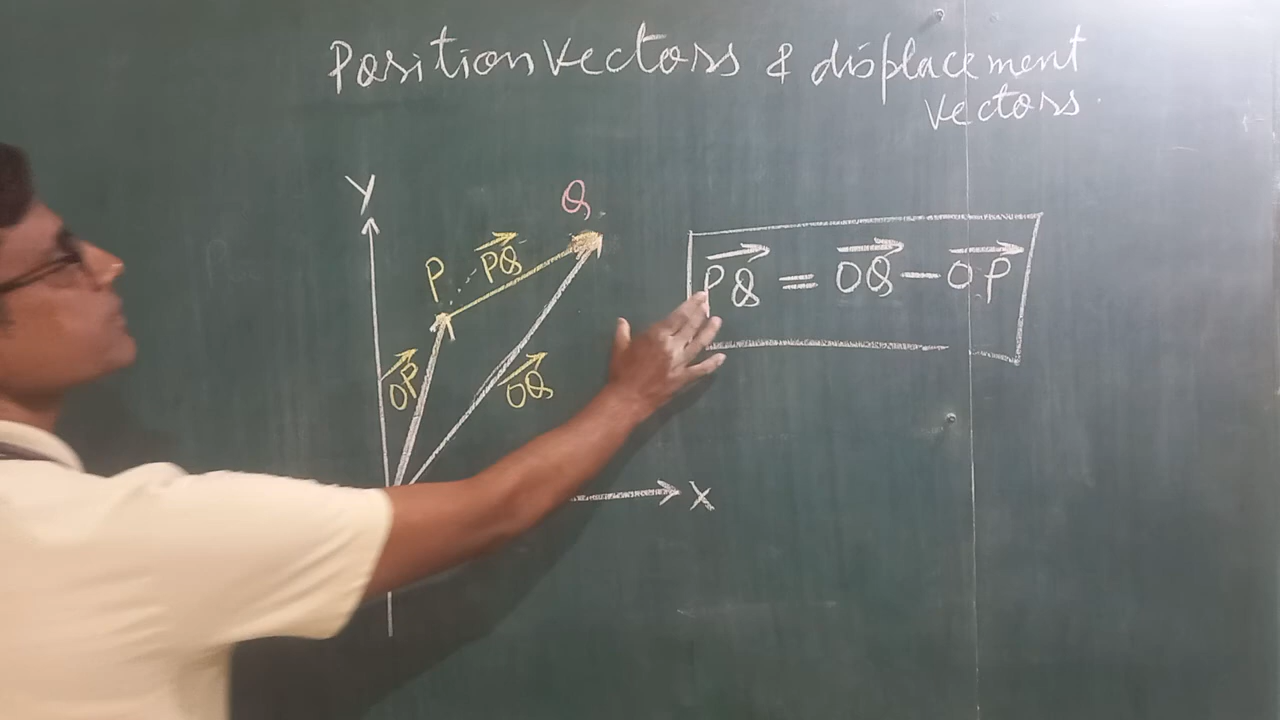 Position Vectors & displacement
vectors.
Y
Q
P
PQ
PQ = OQ - OP
OP
OQ
X